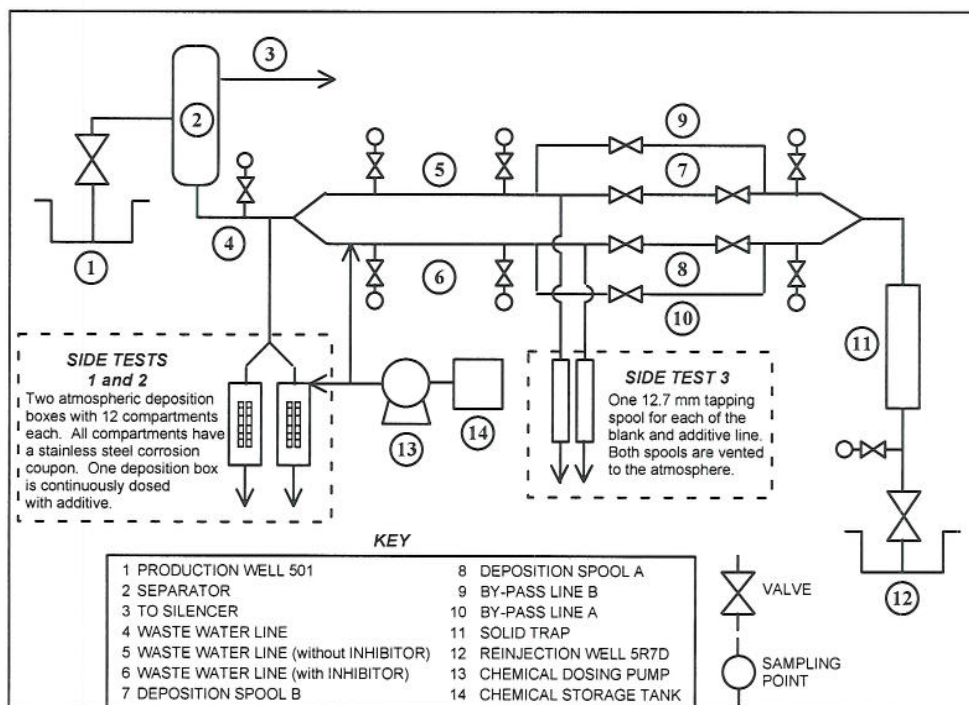 3
2
9
5
7
4
1
6
8
10
11
SIDE TESTS
1 and 2
Two atmospheric deposition
boxes with 12 compartments
each. All compartments have
a stainless steel corrosion
coupon. One deposition box
is continuously dosed
with additive.
13
14
SIDE TEST 3
One 12.7 mm tapping
spool for each of the
blank and additive line.
Both spools are vented
to the atmosphere.
12
KEY
1 PRODUCTION WELL 501
2 SEPARATOR
3 TO SILENCER
4 WASTE WATER LINE
5 WASTE WATER LINE (without INHIBITOR)
6 WASTE WATER LINE (with INHIBITOR)
7 DEPOSITION SPOOL B
8 DEPOSITION SPOOL A
9 BY-PASS LINE B
10 BY-PASS LINE A
11 SOLID TRAP
12 REINJECTION WELL 5R7D
13 CHEMICAL DOSING PUMP
14 CHEMICAL STORAGE TANK
VALVE
SAMPLING
POINT